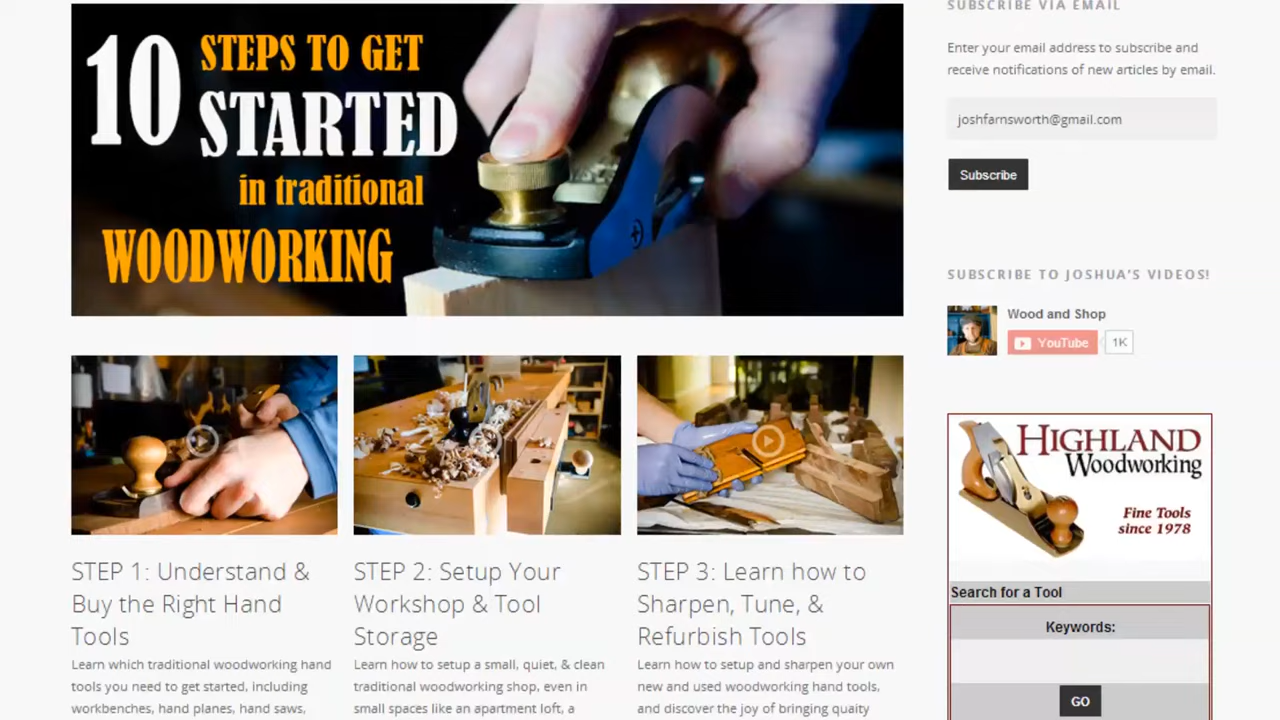 10
STEPS TO GET
STARTED
in traditional
WOODWORKING
STEP 1: Understand &
Buy the Right Hand
Tools
Learn which traditional woodworking hand
tools you need to get started, including
workbenches, hand planes, hand saws,
STEP 2: Setup Your
Workshop & Tool
Storage
Learn how to setup a small, quiet, & clean
traditional woodworking shop, even in
small spaces like an apartment loft, a
STEP 3: Learn how to
Sharpen, Tune, &
Refurbish Tools
Learn how to setup and sharpen your own
new and used woodworking hand tools,
and discover the joy of bringing quaity
SUBSCRIBE VIA EMAIL
Enter your email address to subscribe and
receive notifications of new articles by email.
joshfarnsworth@gmail.com
Subscribe
SUBSCRIBE TO JOSHUA'S VIDEOS!
Wood and Shop
YouTube
1K
HIGHLAND
Woodworking
Fine Tools
since 1978
Search for a Tool
Keywords:
GO